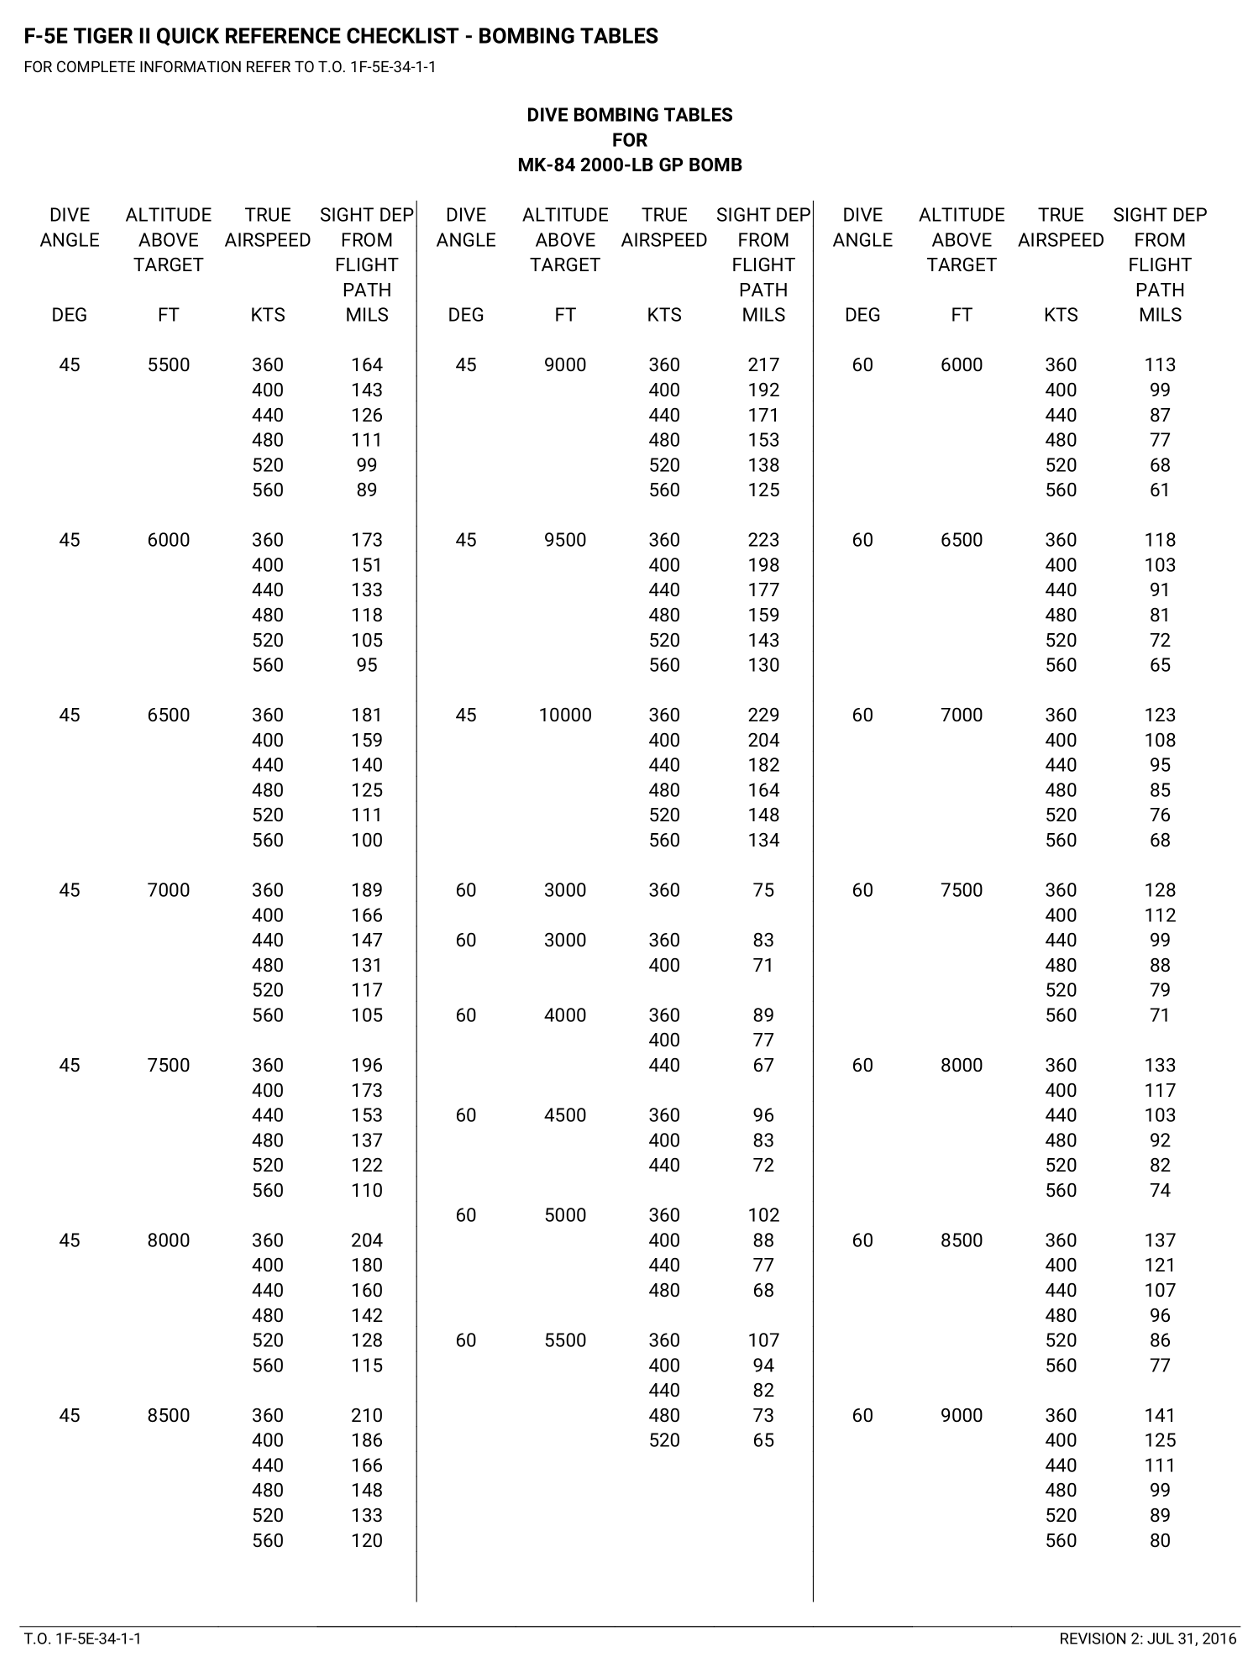 F-5E TIGER II QUICK REFERENCE CHECKLIST - BOMBING TABLES
FOR COMPLETE INFORMATION REFER TO T.O. 1F-5E-34-1-1
DIVE BOMBING TABLES
FOR
MK-84 2000-LB GP BOMB
DIVE ALTITUDE TRUE SIGHT DEP DIVE ALTITUDE TRUE SIGHT DEP DIVE ALTITUDE TRUE SIGHT DEP
ANGLE ABOVE AIRSPEED FROM ANGLE ABOVE AIRSPEED FROM ANGLE ABOVE AIRSPEED FROM
TARGET FLIGHT TARGET FLIGHT TARGET FLIGHT
PATH PATH PATH
DEG FT KTS MILS DEG FT KTS MILS DEG FT KTS MILS
45 5500 360 164 45 9000 360 217 60 6000 360 113
400 143 400 192 400 99
440 126 440 171 440 87
480 111 480 153 480 77
520 99 520 138 520 68
560 89 560 125 560 61
45 6000 360 173 45 9500 360 223 60 6500 360 118
400 151 400 198 400 103
440 133 440 177 440 91
480 118 480 159 480 81
520 105 520 143 520 72
560 95 560 130 560 65
45 6500 360 181 45 10000 360 229 60 7000 360 123
400 159 400 204 400 108
440 140 440 182 440 95
480 125 480 164 480 85
520 111 520 148 520 76
560 100 560 134 560 68
45 7000 360 189 60 3000 360 75 60 7500 360 128
400 166 400 112
440 147 60 3000 360 83 440 99
480 131 400 71 480 88
520 117 520 79
560 105 60 4000 360 89 560 71
400 77
45 7500 360 196 440 67 60 8000 360 133
400 173 400 117
440 153 60 4500 360 96 440 103
480 137 400 83 480 92
520 122 440 72 520 82
560 110 560 74
60 5000 360 102
45 8000 360 204 400 88 60 8500 360 137
400 180 440 77 400 121
440 160 480 68 440 107
480 142 480 96
520 128 60 5500 360 107 520 86
560 115 400 94 560 77
440 82
45 8500 360 210 480 73 60 9000 360 141
400 186 520 65 400 125
440 166 440 111
480 148 480 99
520 133 520 89
560 120 560 80
T.O. 1F-5E-34-1-1 REVISION 2: JUL 31, 2016